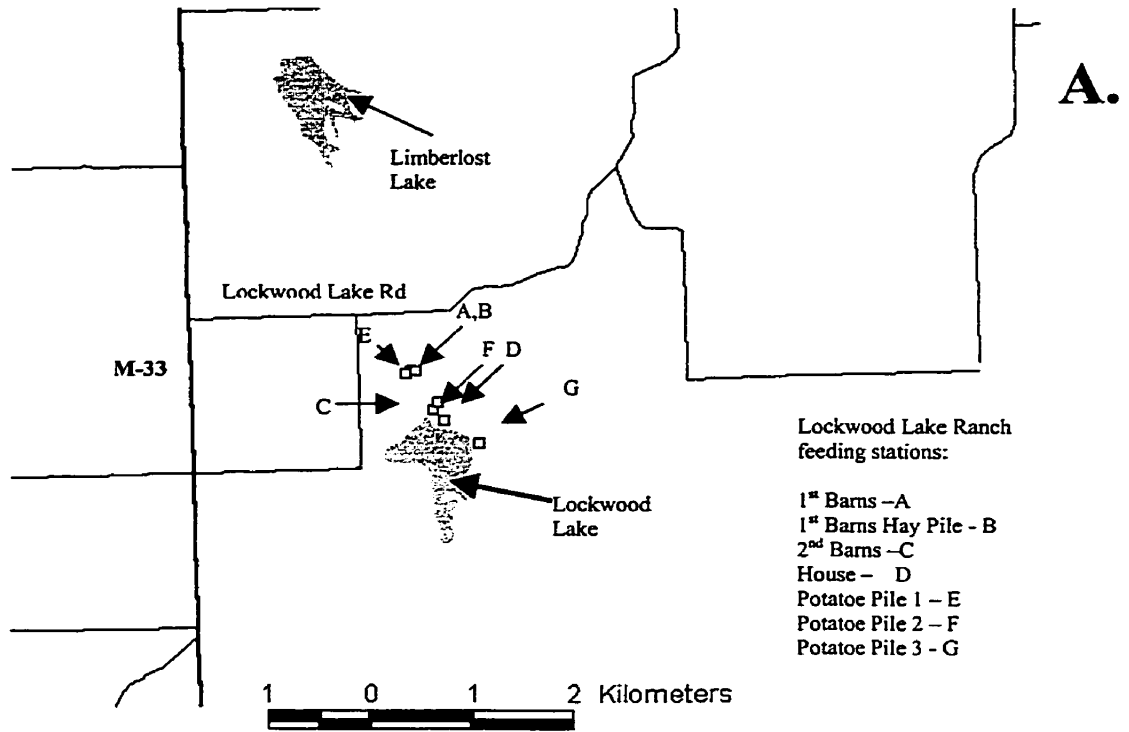 A.
Limberlost
Lake
Lockwood Lake Rd
A,B
E
F D
M-33
G
C
Lockwood Lake Ranch
feeding stations:
1st Barns –A
1st Barns Hay Pile - B
2nd Barns –C
House – D
Potatoe Pile 1 – E
Potatoe Pile 2 – F
Potatoe Pile 3 - G
Lockwood
Lake
1 0 1 2 Kilometers